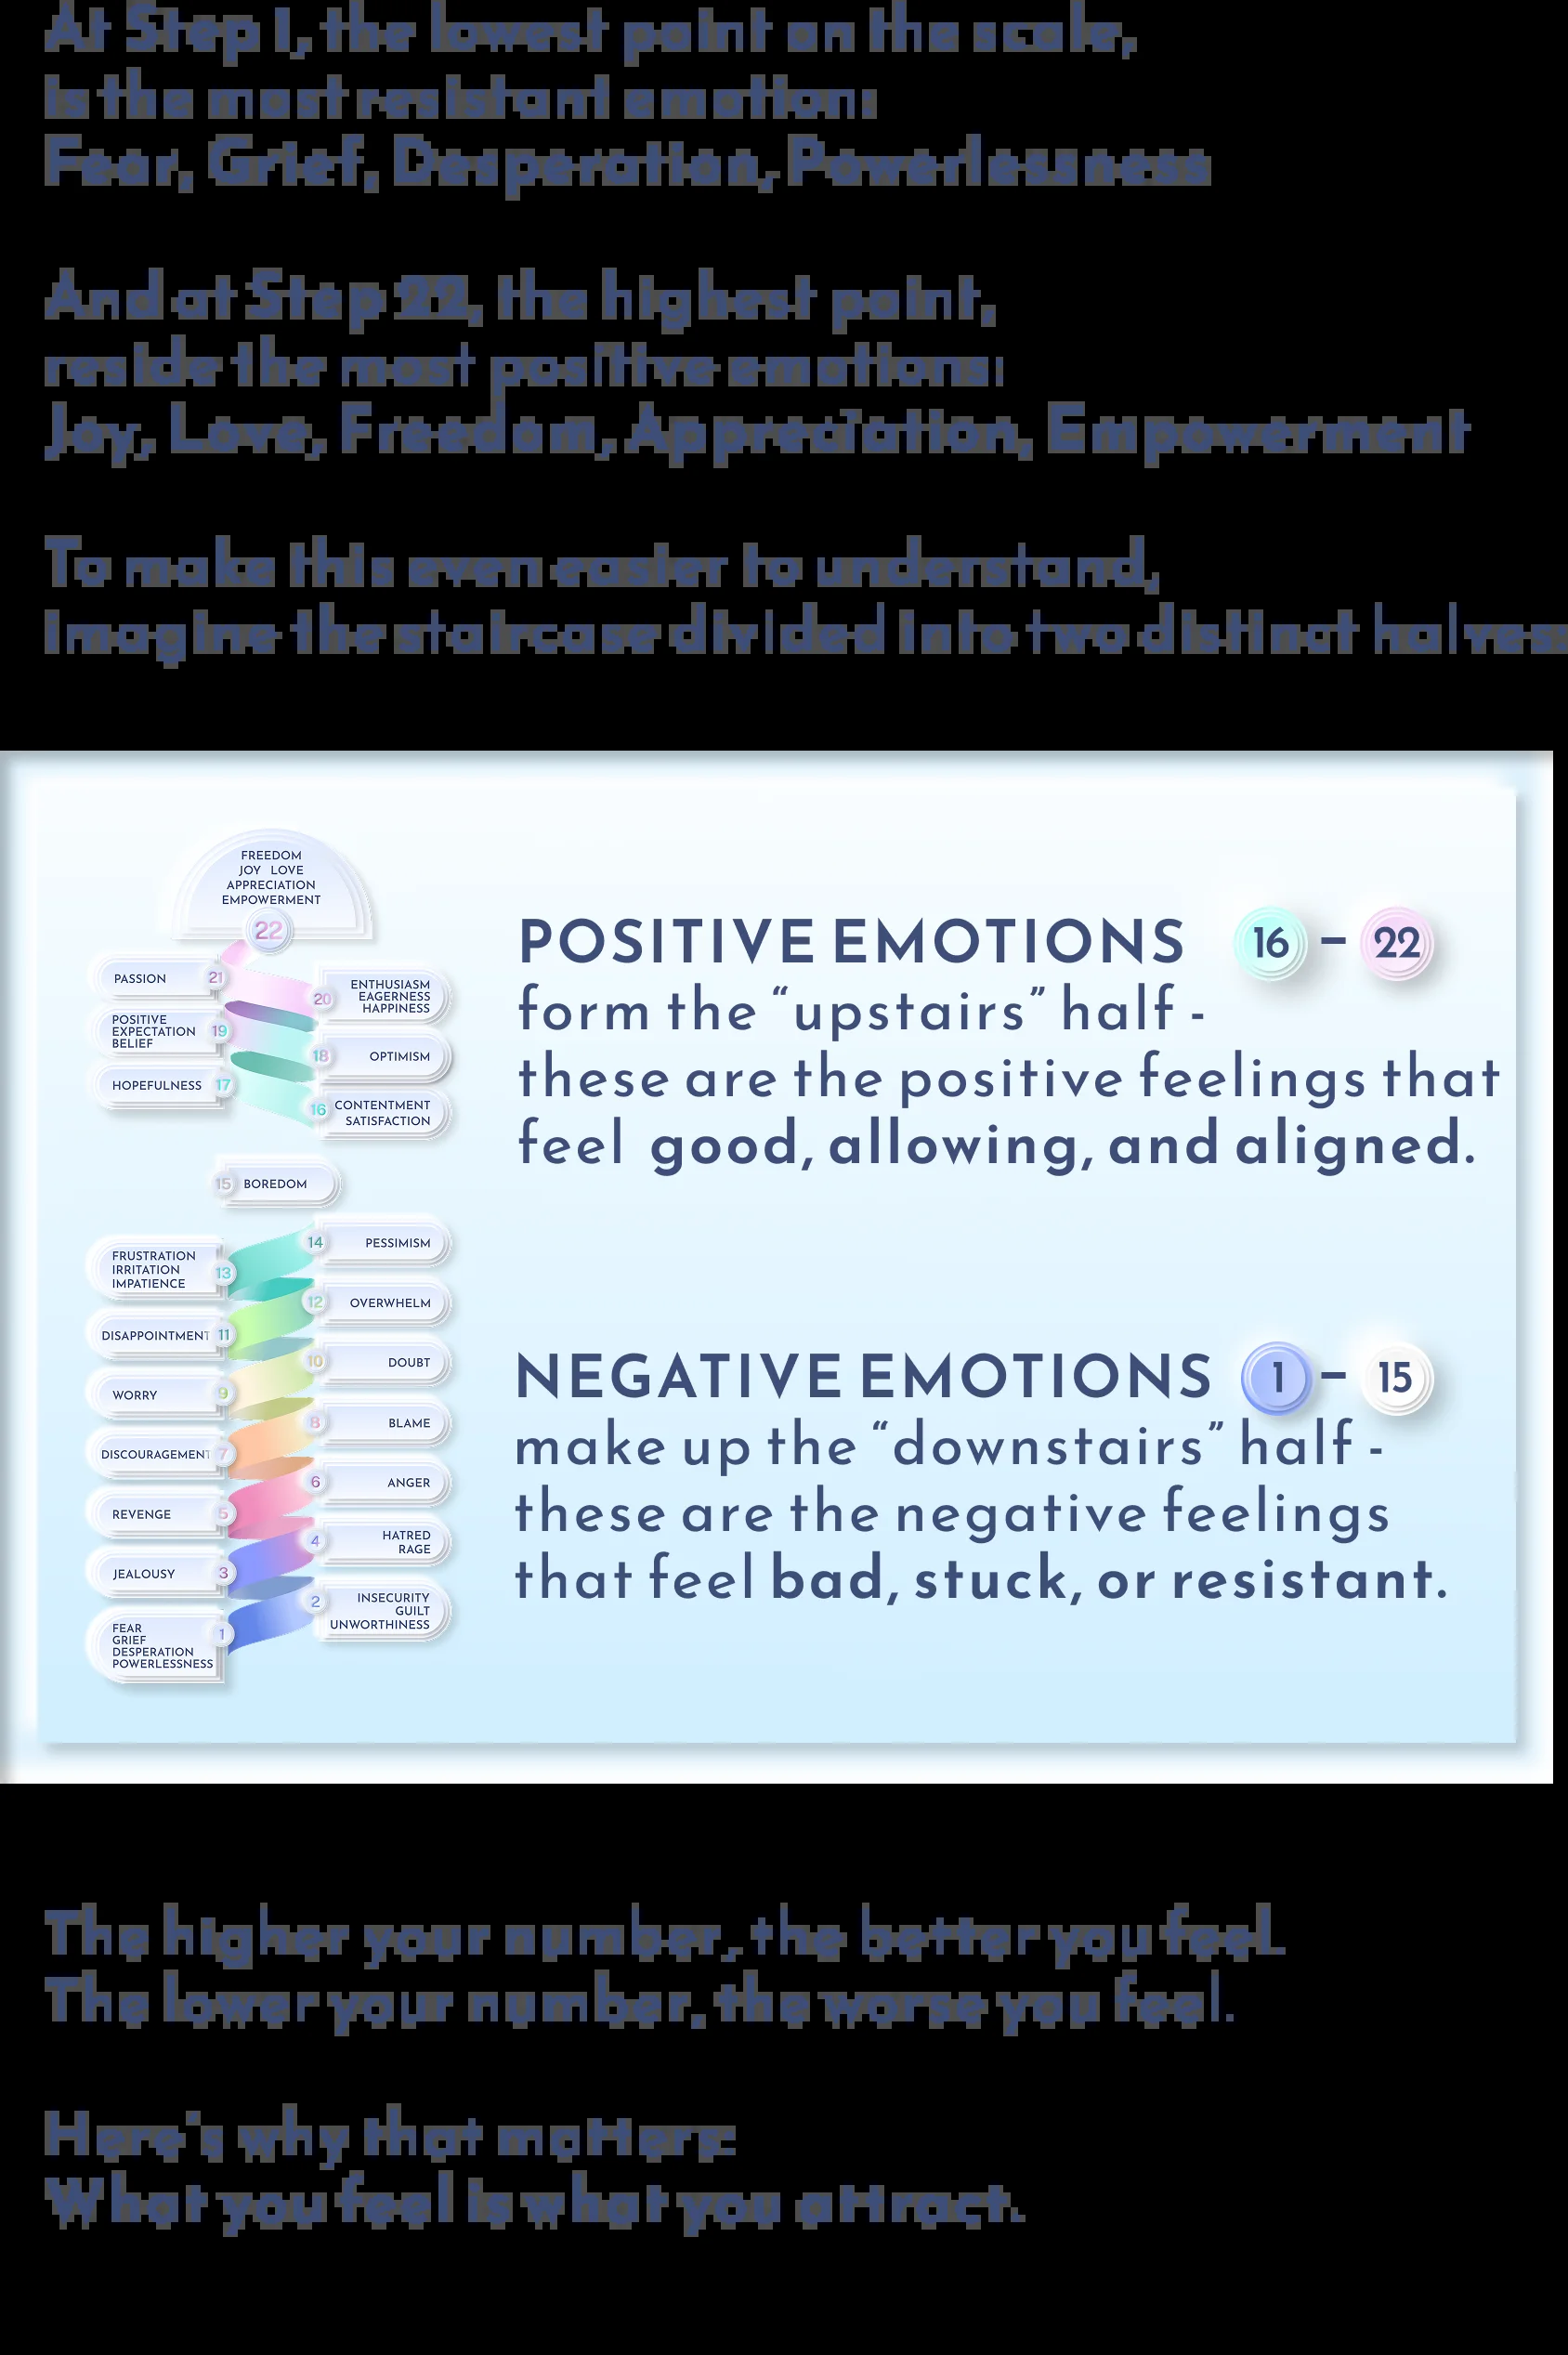 At Step 1, the lowest point on the scale,
is the most resistant emotion:
Fear, Grief, Desperation, Powerlessness
And at Step 22, the highest point,
reside the most positive emotions:
Joy, Love, Freedom, Appreciation, Empowerment
To make this even easier to understand,
imagine the staircase divided into two distinct halves:
FREEDOM
JOY LOVE
APPRECIATION
EMPOWERMENT
22
PASSION 21
20 ENTHUSIASM
EAGERNESS
HAPPINESS
POSITIVE
EXPECTATION 19
BELIEF
18 OPTIMISM
HOPEFULNESS 17
16 CONTENTMENT
SATISFACTION
15 BOREDOM
14 PESSIMISM
FRUSTRATION
IRRITATION 13
IMPATIENCE
12 OVERWHELM
DISAPPOINTMENT 11
10 DOUBT
WORRY 9
8 BLAME
DISCOURAGEMENT 7
6 ANGER
REVENGE 5
4 HATRED
RAGE
JEALOUSY 3
2 INSECURITY
GUILT
UNWORTHINESS
FEAR 1
GRIEF
DESPERATION
POWERLESSNESS
POSITIVE EMOTIONS 16 – 22
form the “upstairs” half -
these are the positive feelings that
feel good, allowing, and aligned.
NEGATIVE EMOTIONS 1 – 15
make up the “downstairs” half -
these are the negative feelings
that feel bad, stuck, or resistant.
The higher your number, the better you feel.
The lower your number, the worse you feel.
Here's why that matters:
What you feel is what you attract.